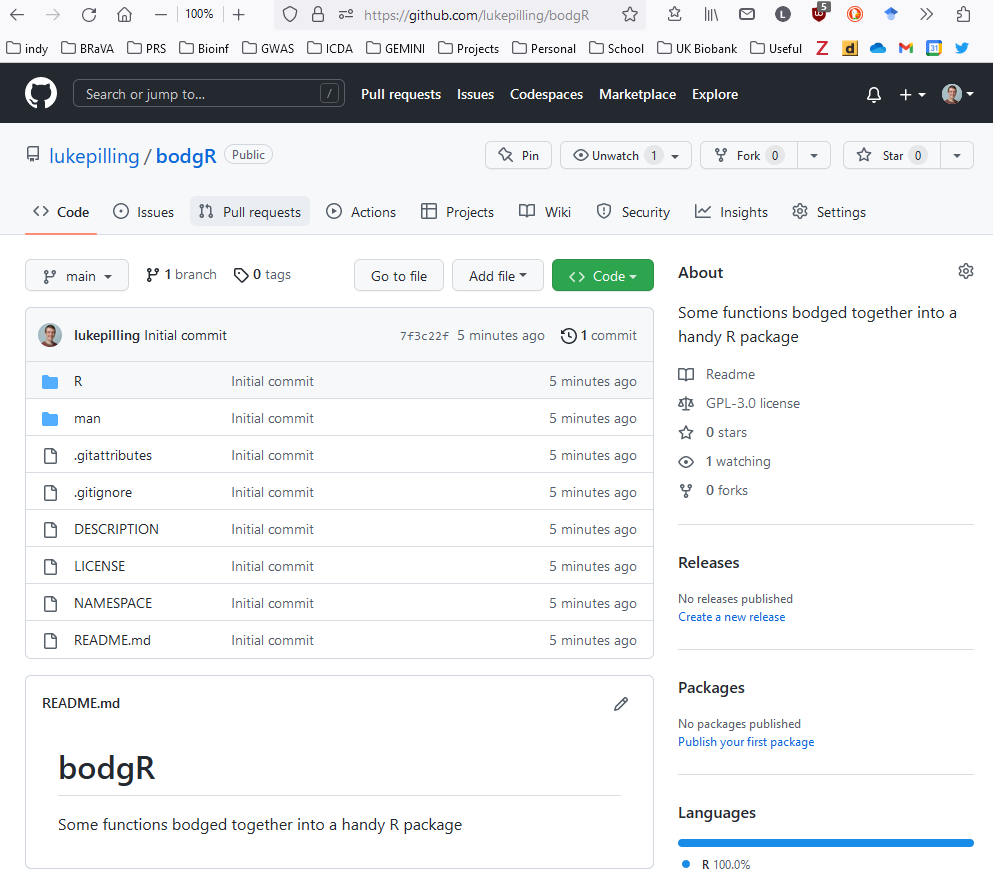 100%
https://github.com/lukepilling/bodgR
L
5
indy BRaVA PRS Bioinf GWAS ICDA GEMINI Projects Personal School UK Biobank Useful Z d 31
Search or jump to... / Pull requests Issues Codespaces Marketplace Explore
lukepilling / bodgR Public
Pin Unwatch 1 Fork 0 Star 0
Code Issues Pull requests Actions Projects Wiki Security Insights Settings
main 1 branch 0 tags Go to file Add file Code
lukepilling Initial commit 7f3c22f 5 minutes ago 1 commit
R Initial commit 5 minutes ago
man Initial commit 5 minutes ago
.gitattributes Initial commit 5 minutes ago
.gitignore Initial commit 5 minutes ago
DESCRIPTION Initial commit 5 minutes ago
LICENSE Initial commit 5 minutes ago
NAMESPACE Initial commit 5 minutes ago
README.md Initial commit 5 minutes ago
README.md
bodgR
Some functions bodged together into a handy R package
About
Some functions bodged together into a
handy R package
Readme
GPL-3.0 license
0 stars
1 watching
0 forks
Releases
No releases published
Create a new release
Packages
No packages published
Publish your first package
Languages
R 100.0%